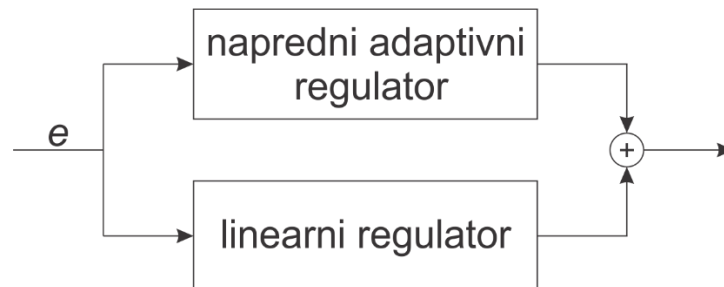 napredni adaptivni
regulator
e
+
linearni regulator